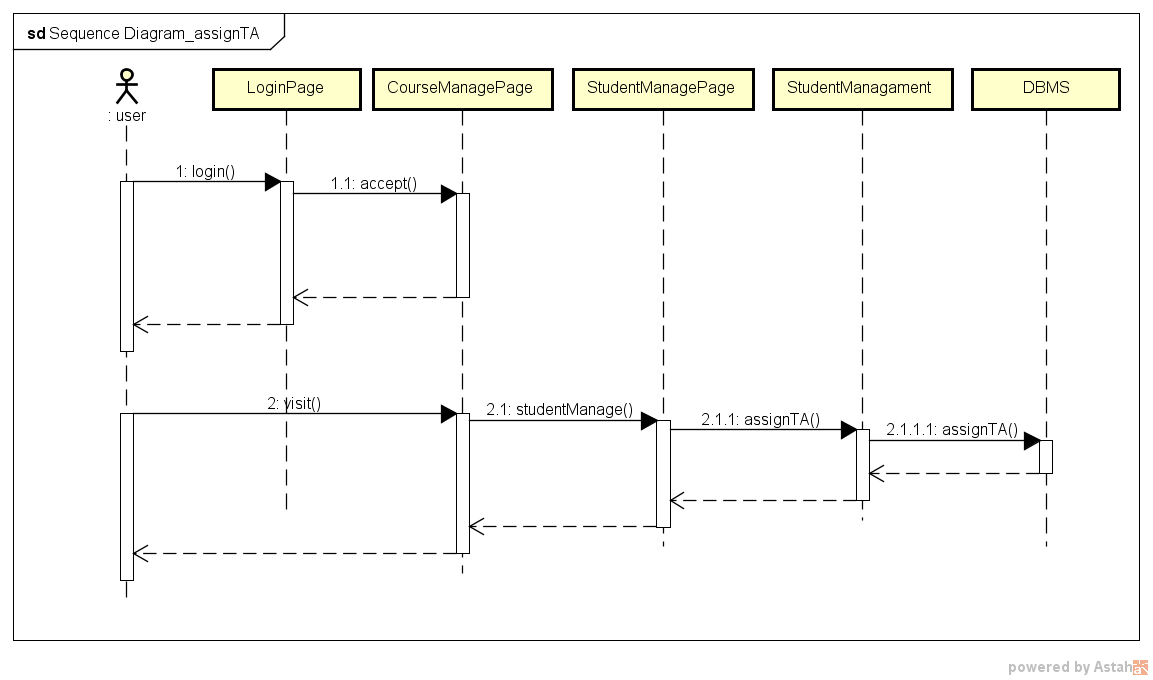 sd Sequence Diagram_assignTA
: user
LoginPage
CourseManagePage
StudentManagePage
StudentManagament
DBMS
1: login()
1.1: accept()
2: visit()
2.1: studentManage()
2.1.1: assignTA()
2.1.1.1: assignTA()
powered by Astah